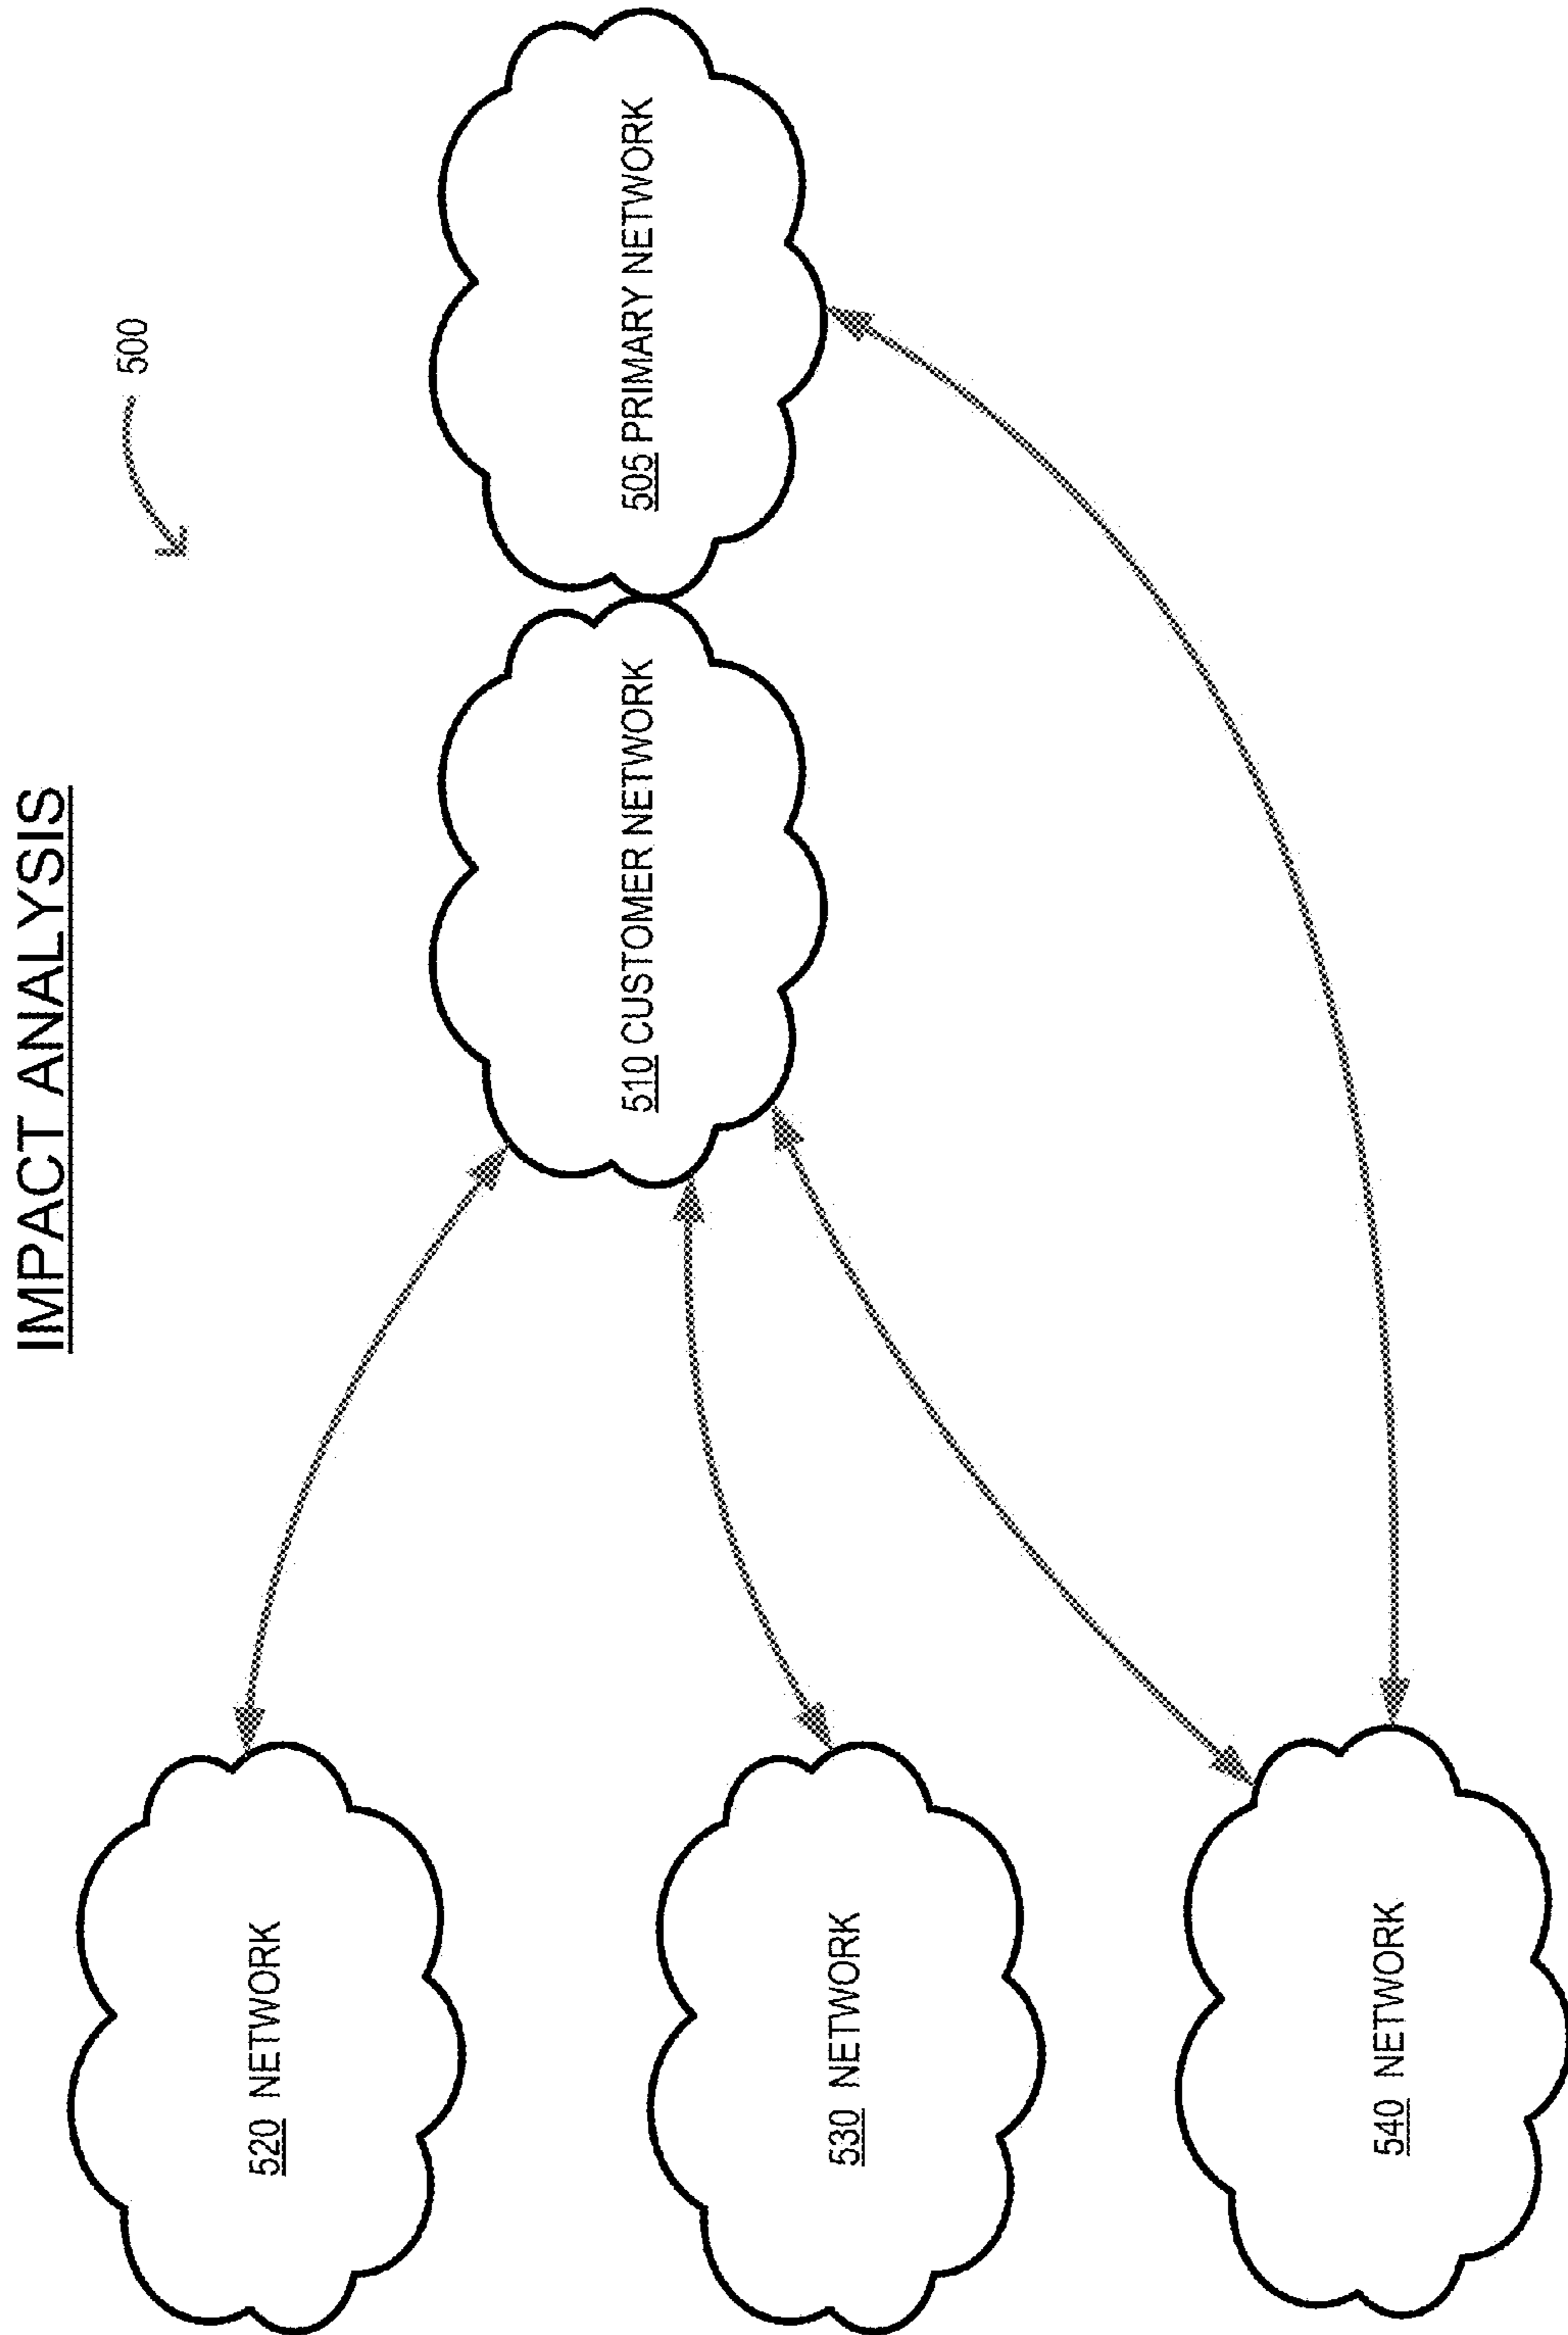 IMPACT ANALYSIS
500
520 NETWORK
510 CUSTOMER NETWORK
505 PRIMARY NETWORK
530 NETWORK
540 NETWORK